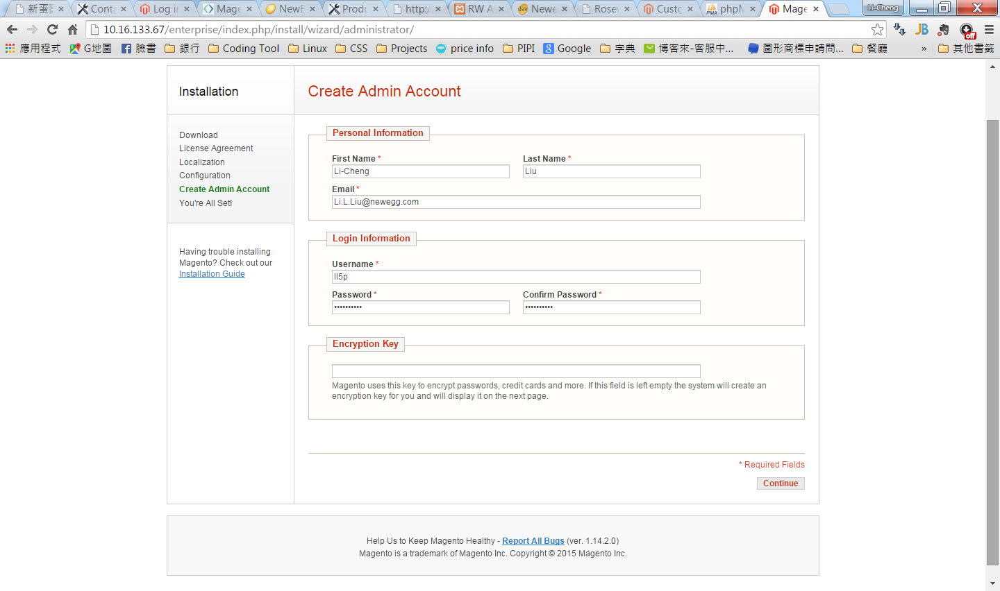 新蛋
Conta
Log in
Mage
NewE
Produ
http:/
RW A
Newe
Rosev
Custo
phpM
Mage
Li-Cheng
10.16.133.67/enterprise/index.php/install/wizard/administrator/
JB
off
應用程式
G地圖
臉書
銀行
Coding Tool
Linux
CSS
Projects
price info
PIPI
Google
字典
博客來-客服中...
圖形商標申請問...
餐廳
»
其他書籤
Installation
Create Admin Account
Download
License Agreement
Localization
Configuration
Create Admin Account
You're All Set!
Having trouble installing
Magento? Check out our
Installation Guide
Personal Information
First Name *
Last Name *
Li-Cheng
Liu
Email *
Li.L.Liu@newegg.com
Login Information
Username *
ll5p
Password *
Confirm Password *
••••••••••
••••••••••
Encryption Key
Magento uses this key to encrypt passwords, credit cards and more. If this field is left empty the system will create an
encryption key for you and will display it on the next page.
* Required Fields
Continue
Help Us to Keep Magento Healthy - Report All Bugs (ver. 1.14.2.0)
Magento is a trademark of Magento Inc. Copyright © 2015 Magento Inc.